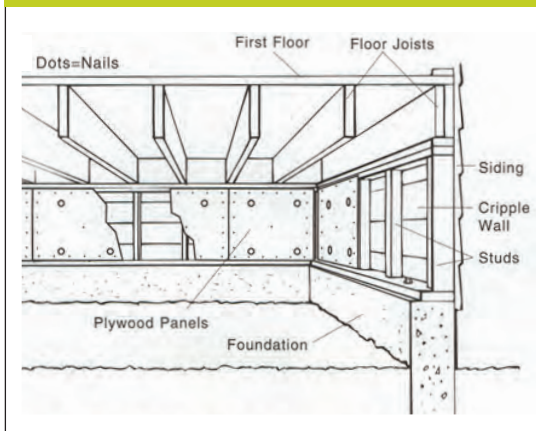 First Floor
Floor Joists
Dots=Nails
Siding
Cripple
Wall
Studs
Plywood Panels
Foundation